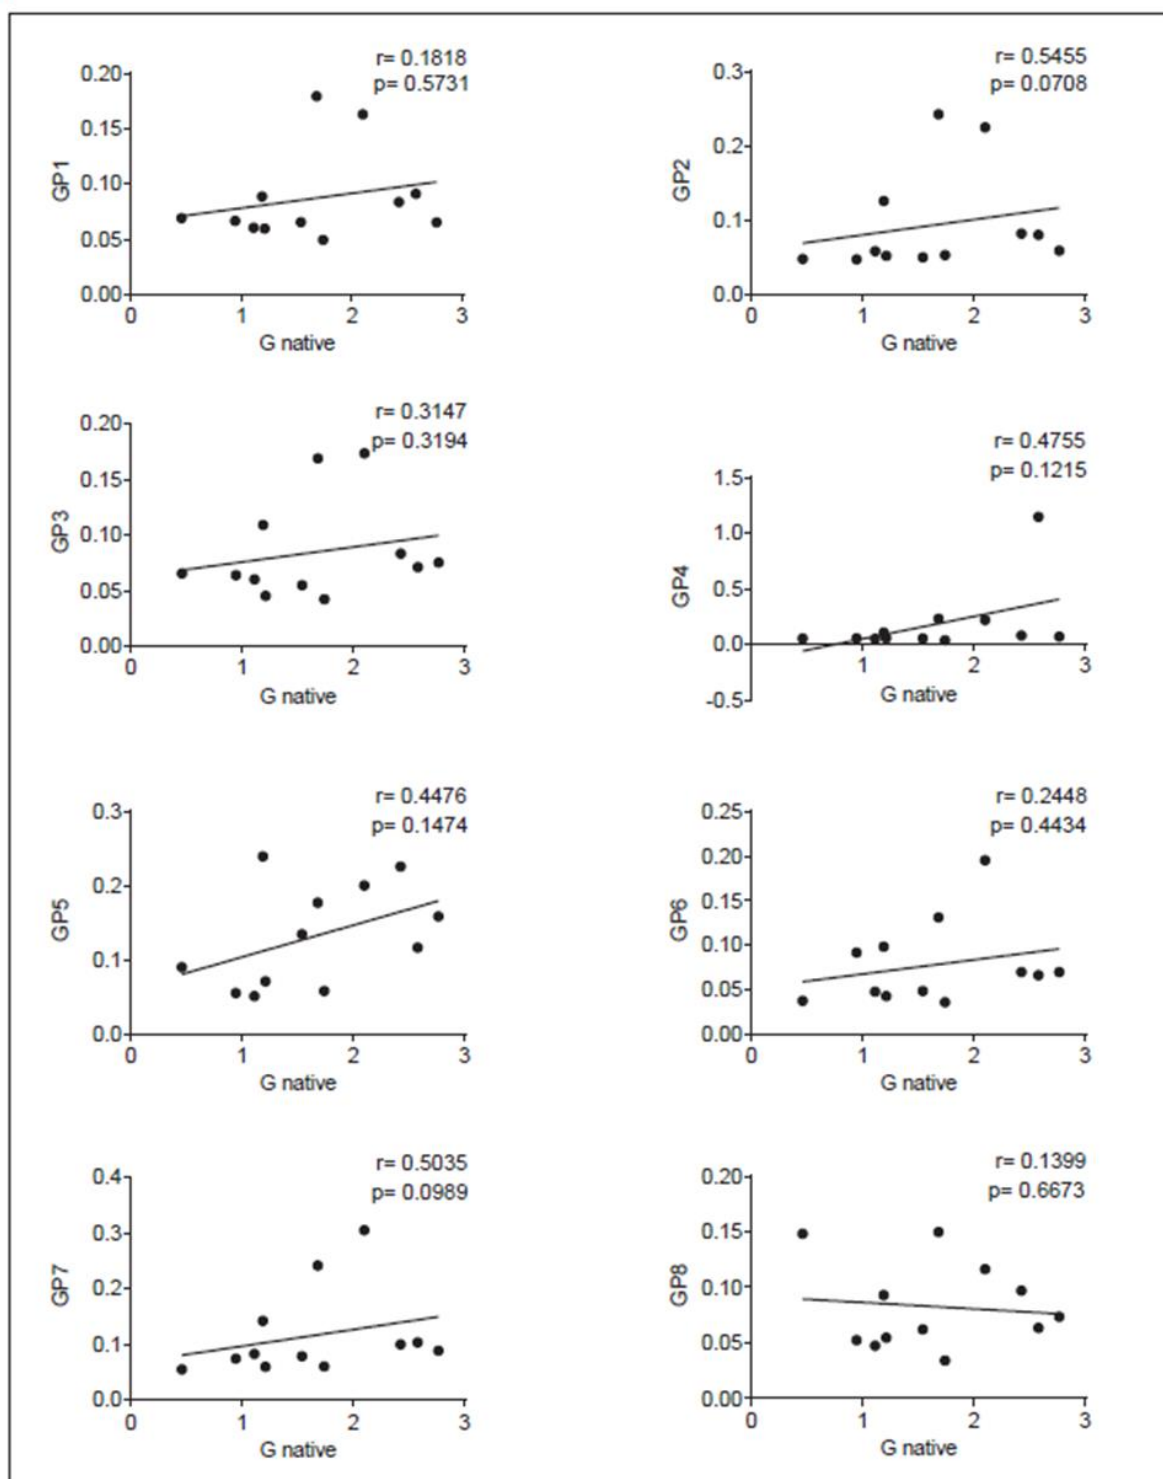 r= 0.1818
p= 0.5731
0.20
0.15
0.10
0.05
0.00
GP1
0 1 2 3
G native
r= 0.5455
p= 0.0708
0.3
0.2
0.1
0.0
GP2
0 1 2 3
G native
r= 0.3147
p= 0.3194
0.20
0.15
0.10
0.05
0.00
GP3
0 1 2 3
G native
r= 0.4755
p= 0.1215
1.5
1.0
0.5
0.0
-0.5
GP4
1 2 3
G native
r= 0.4476
p= 0.1474
0.3
0.2
0.1
0.0
GP5
0 1 2 3
G native
r= 0.2448
p= 0.4434
0.25
0.20
0.15
0.10
0.05
0.00
GP6
0 1 2 3
G native
r= 0.5035
p= 0.0989
0.4
0.3
0.2
0.1
0.0
GP7
0 1 2 3
G native
r= 0.1399
p= 0.6673
0.20
0.15
0.10
0.05
0.00
GP8
0 1 2 3
G native